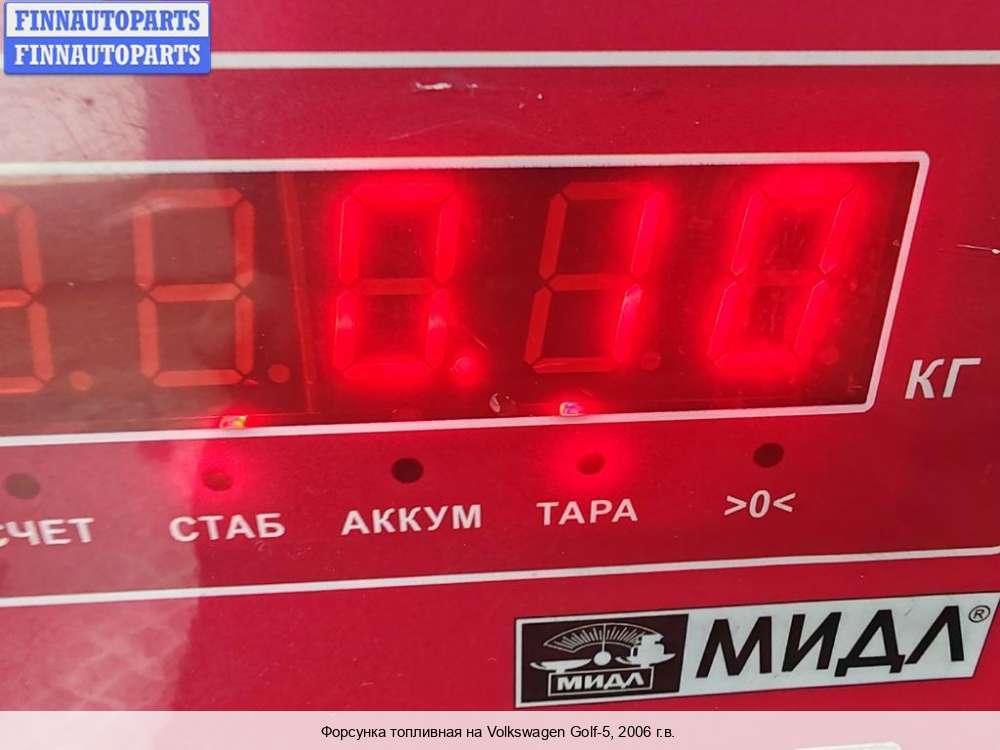 FINNAUTOPARTS
FINNAUTOPARTS
0.10
КГ
СЧЕТ СТАБ АККУМ ТАРА >0<
МИДЛ МИДЛ®
Форсунка топливная на Volkswagen Golf-5, 2006 г.в.